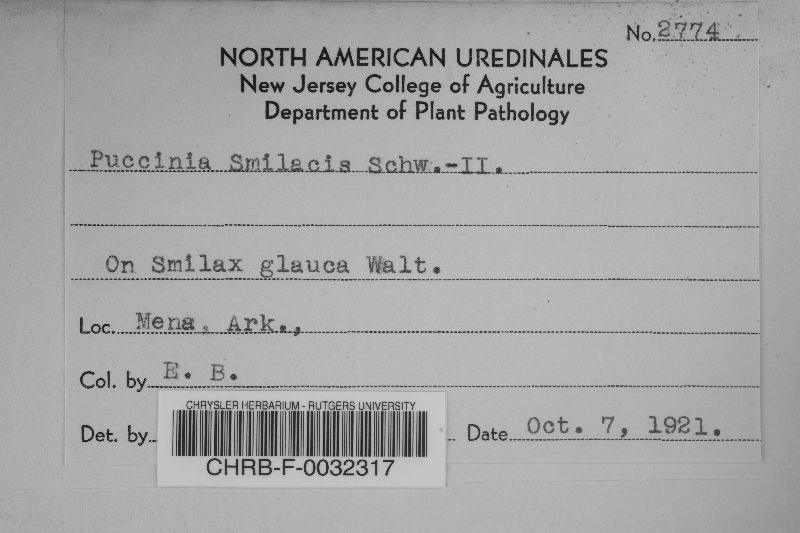 No. 2774
NORTH AMERICAN UREDINALES
New Jersey College of Agriculture
Department of Plant Pathology
Puccinia Smilacis Schw.-II.
On Smilax glauca Walt.
Loc. Mena, Ark.,
Col. by E. B.
Det. by
Date Oct. 7, 1921.
CHRYSLER HERBARIUM - RUTGERS UNIVERSITY
CHRB-F-0032317